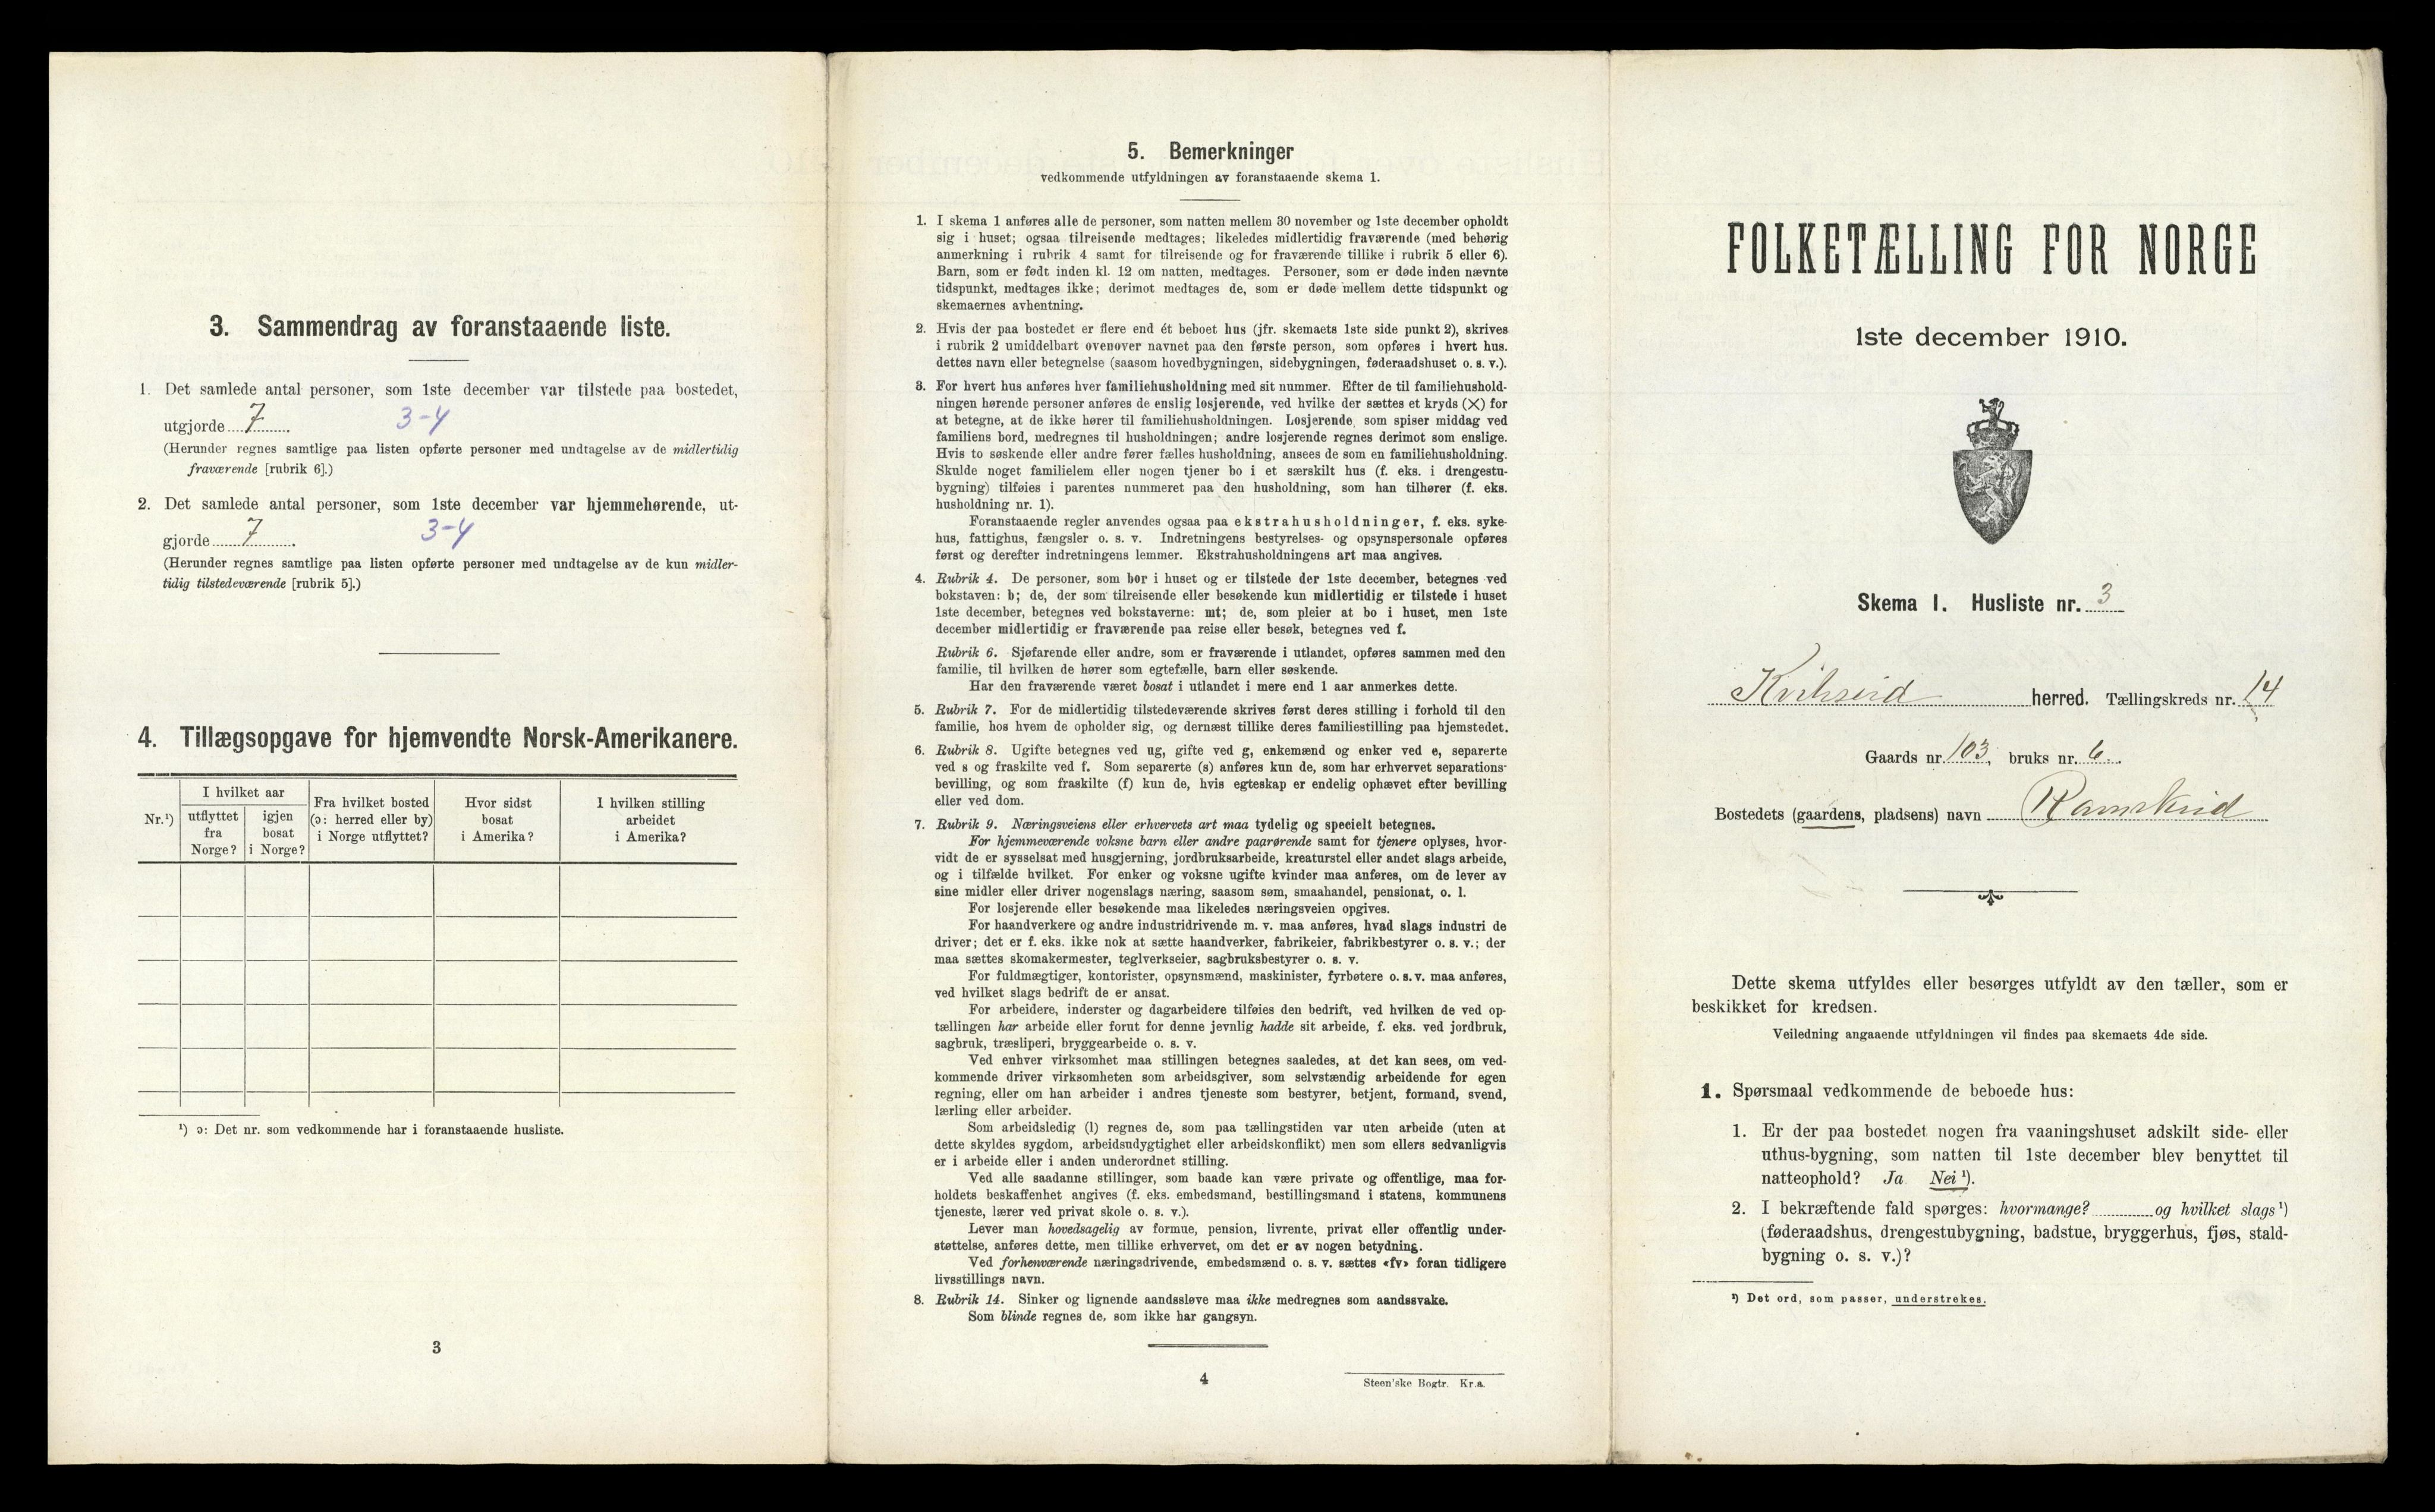 3. Sammendrag av foranstaaende liste.
1. Det samlede antal personer, som 1ste december var tilstede paa bostedet,
utgjorde 7. 3-4
(Herunder regnes samtlige paa listen opførte personer med undtagelse av de midlertidig
fraværende [rubrik 6].)
2. Det samlede antal personer, som 1ste december var hjemmehørende, ut-
gjorde 7. 3-4
(Herunder regnes samtlige paa listen opførte personer med undtagelse av de kun midler-
tidig tilstedeværende [rubrik 5].)
4. Tillægsopgave for hjemvendte Norsk-Amerikanere.
Nr.¹)
I hvilket aar
utflyttet fra Norge?
igjen bosat i Norge?
Fra hvilket bosted (ɔ: herred eller by) i Norge utflyttet?
Hvor sidst bosat i Amerika?
I hvilken stilling arbeidet i Amerika?
¹) ɔ: Det nr. som vedkommende har i foranstaaende husliste.
3
5. Bemerkninger
vedkommende utfyldningen av foranstaaende skema 1.
1. I skema 1 anføres alle de personer, som natten mellem 30 november og 1ste december opholdt
sig i huset; ogsaa tilreisende medtages; likeledes midlertidig fraværende (med behørig
anmerkning i rubrik 4 samt for tilreisende og for fraværende tillike i rubrik 5 eller 6).
Barn, som er født inden kl. 12 om natten, medtages. Personer, som er døde inden nævnte
tidspunkt, medtages ikke; derimot medtages de, som er døde mellem dette tidspunkt og
skemaernes avhentning.
2. Hvis der paa bostedet er flere end ét beboet hus (jfr. skemaets 1ste side punkt 2), skrives
i rubrik 2 umiddelbart ovenover navnet paa den første person, som opføres i hvert hus.
dettes navn eller betegnelse (saasom hovedbygningen, sidebygningen, føderaadshuset o. s. v.).
3. For hvert hus anføres hver familiehusholdning med sit nummer. Efter de til familiehushold-
ningen hørende personer anføres de enslig losjerende, ved hvilke der sættes et kryds (X) for
at betegne, at de ikke hører til familiehusholdningen. Losjerende, som spiser middag ved
familiens bord, medregnes til husholdningen; andre losjerende regnes derimot som enslige.
Hvis to søskende eller andre fører fælles husholdning, ansees de som en familiehusholdning.
Skulde noget familielem eller nogen tjener bo i et særskilt hus (f. eks. i drengestu-
bygning) tilføies i parentes nummeret paa den husholdning, som han tilhører (f. eks.
husholdning nr. 1).
Foranstaaende regler anvendes ogsaa paa ekstrahusholdninger, f. eks. syke-
hus, fattighus, fængsler o. s. v. Indretningens bestyrelses- og opsynspersonale opføres
først og derefter indretningens lemmer. Ekstrahusholdningens art maa angives.
4. Rubrik 4. De personer, som bor i huset og er tilstede der 1ste december, betegnes ved
bokstaven: b; de, der som tilreisende eller besøkende kun midlertidig er tilstede i huset
1ste december, betegnes ved bokstaverne: mt; de, som pleier at bo i huset, men 1ste
december midlertidig er fraværende paa reise eller besøk, betegnes ved f.
Rubrik 6. Sjøfarende eller andre, som er fraværende i utlandet, opføres sammen med den
familie, til hvilken de hører som egtefælle, barn eller søskende.
Har den fraværende været bosat i utlandet i mere end 1 aar anmerkes dette.
5. Rubrik 7. For de midlertidig tilstedeværende skrives først deres stilling i forhold til den
familie, hos hvem de opholder sig, og dernæst tillike deres familiestilling paa hjemstedet.
6. Rubrik 8. Ugifte betegnes ved ug, gifte ved g, enkemænd og enker ved e, separerte
ved s og fraskilte ved f. Som separerte (s) anføres kun de, som har erhvervet separations-
bevilling, og som fraskilte (f) kun de, hvis egteskap er endelig ophævet efter bevilling
eller ved dom.
7. Rubrik 9. Næringsveiens eller erhvervets art maa tydelig og specielt betegnes.
For hjemmeværende voksne barn eller andre paarørende samt for tjenere oplyses, hvor-
vidt de er sysselsat med husgjerning, jordbruksarbeide, kreaturstel eller andet slags arbeide,
og i tilfælde hvilket. For enker og voksne ugifte kvinder maa anføres, om de lever av
sine midler eller driver nogenslags næring, saasom søm, smaahandel, pensionat, o. l.
For losjerende eller besøkende maa likeledes næringsveien opgives.
For haandverkere og andre industridrivende m. v. maa anføres, hvad slags industri de
driver; det er f. eks. ikke nok at sætte haandverker, fabrikeier, fabrikbestyrer o. s. v.; der
maa sættes skomakermester, teglverkseier, sagbruksbestyrer o. s. v.
For fuldmægtiger, kontorister, opsynsmænd, maskinister, fyrbøtere o. s. v. maa anføres,
ved hvilket slags bedrift de er ansat.
For arbeidere, inderster og dagarbeidere tilføies den bedrift, ved hvilken de ved op-
tællingen har arbeide eller forut for denne jevnlig hadde sit arbeide, f. eks. ved jordbruk,
sagbruk, træsliperi, bryggearbeide o. s. v.
Ved enhver virksomhet maa stillingen betegnes saaledes, at det kan sees, om ved-
kommende driver virksomheten som arbeidsgiver, som selvstændig arbeidende for egen
regning, eller om han arbeider i andres tjeneste som bestyrer, betjent, formand, svend,
lærling eller arbeider.
Som arbeidsledig (l) regnes de, som paa tællingstiden var uten arbeide (uten at
dette skyldes sygdom, arbeidsudygtighet eller arbeidskonflikt) men som ellers sedvanligvis
er i arbeide eller i anden underordnet stilling.
Ved alle saadanne stillinger, som baade kan være private og offentlige, maa for-
holdets beskaffenhet angives (f. eks. embedsmand, bestillingsmand i statens, kommunens
tjeneste, lærer ved privat skole o. s. v.).
Lever man hovedsagelig av formue, pension, livrente, privat eller offentlig under-
støttelse, anføres dette, men tillike erhvervet, om det er av nogen betydning.
Ved forhenværende næringsdrivende, embedsmænd o. s. v. sættes «fv» foran tidligere
livsstillings navn.
8. Rubrik 14. Sinker og lignende aandssløve maa ikke medregnes som aandssvake.
Som blinde regnes de, som ikke har gangsyn.
4
Steen'ske Bogtr. Kr.a.
FOLKETÆLLING FOR NORGE
1ste december 1910.
Skema I. Husliste nr. 3
Kvitseid herred. Tællingskreds nr. 14
Gaards nr. 103, bruks nr. 6.
Bostedets (gaardens, pladsens) navn Ramskeid
Dette skema utfyldes eller besørges utfyldt av den tæller, som er
beskikket for kredsen.
Veiledning angaaende utfyldningen vil findes paa skemaets 4de side.
1. Spørsmaal vedkommende de beboede hus:
1. Er der paa bostedet nogen fra vaaningshuset adskilt side- eller
uthus-bygning, som natten til 1ste december blev benyttet til
natteophold? Ja Nei ¹).
2. I bekræftende fald spørges: hvormange? og hvilket slags ¹)
(føderaadshus, drengestubygning, badstue, bryggerhus, fjøs, stald-
bygning o. s. v.)?
¹) Det ord, som passer, understrekes.